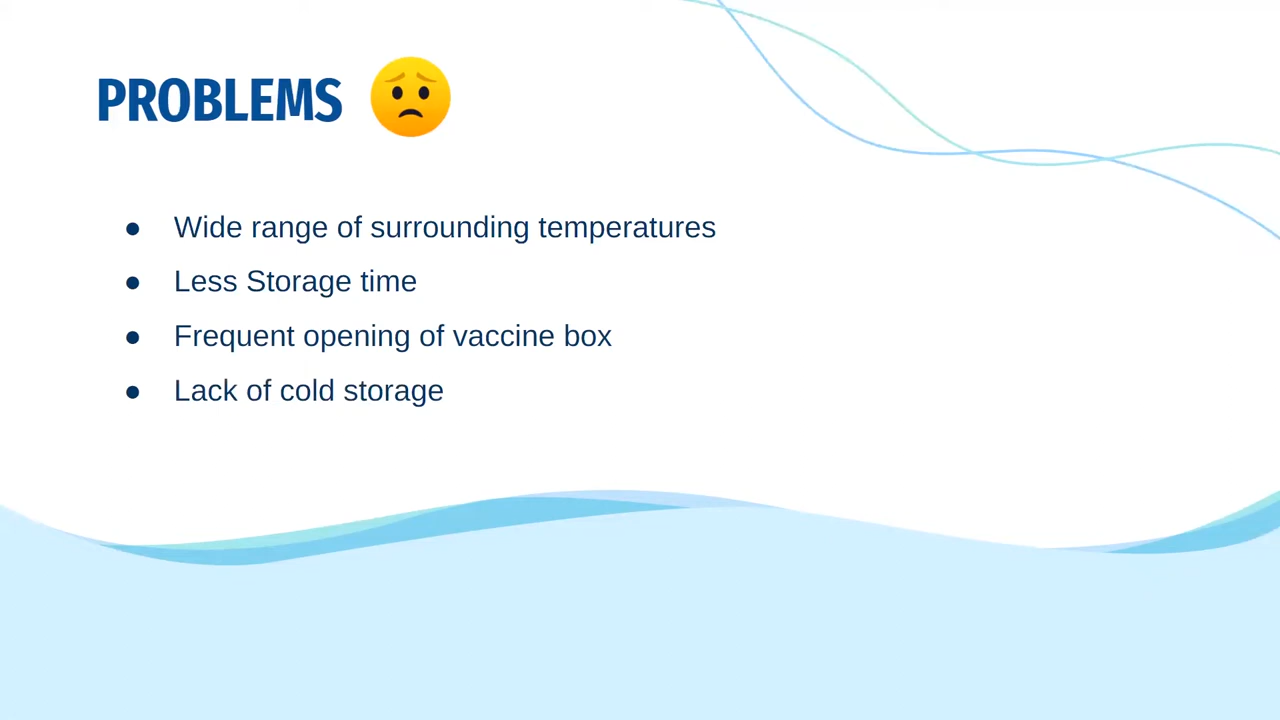 PROBLEMS
● Wide range of surrounding temperatures
● Less Storage time
● Frequent opening of vaccine box
● Lack of cold storage